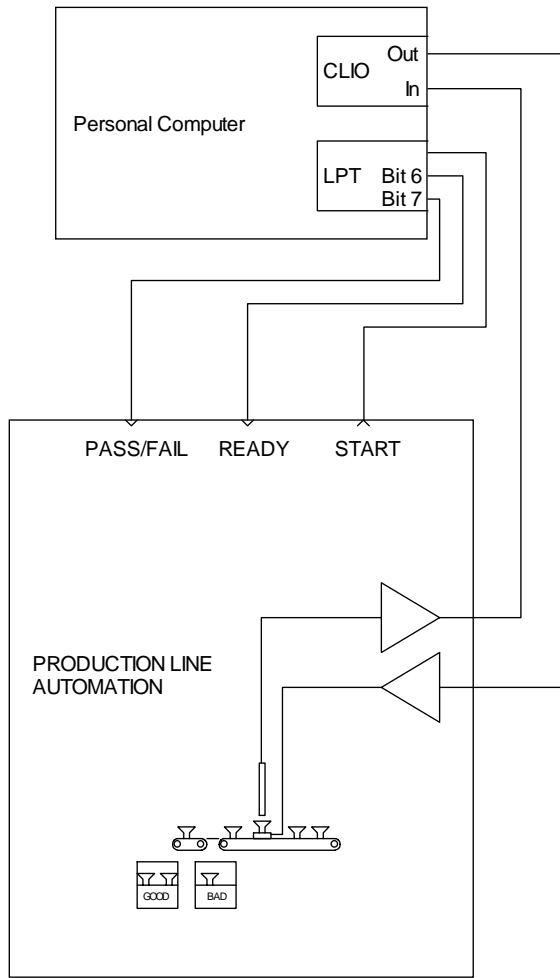 Out
CLIO
In
Personal Computer
LPT
Bit 6
Bit 7
PASS/FAIL
READY
START
PRODUCTION LINE
AUTOMATION
GOOD
BAD